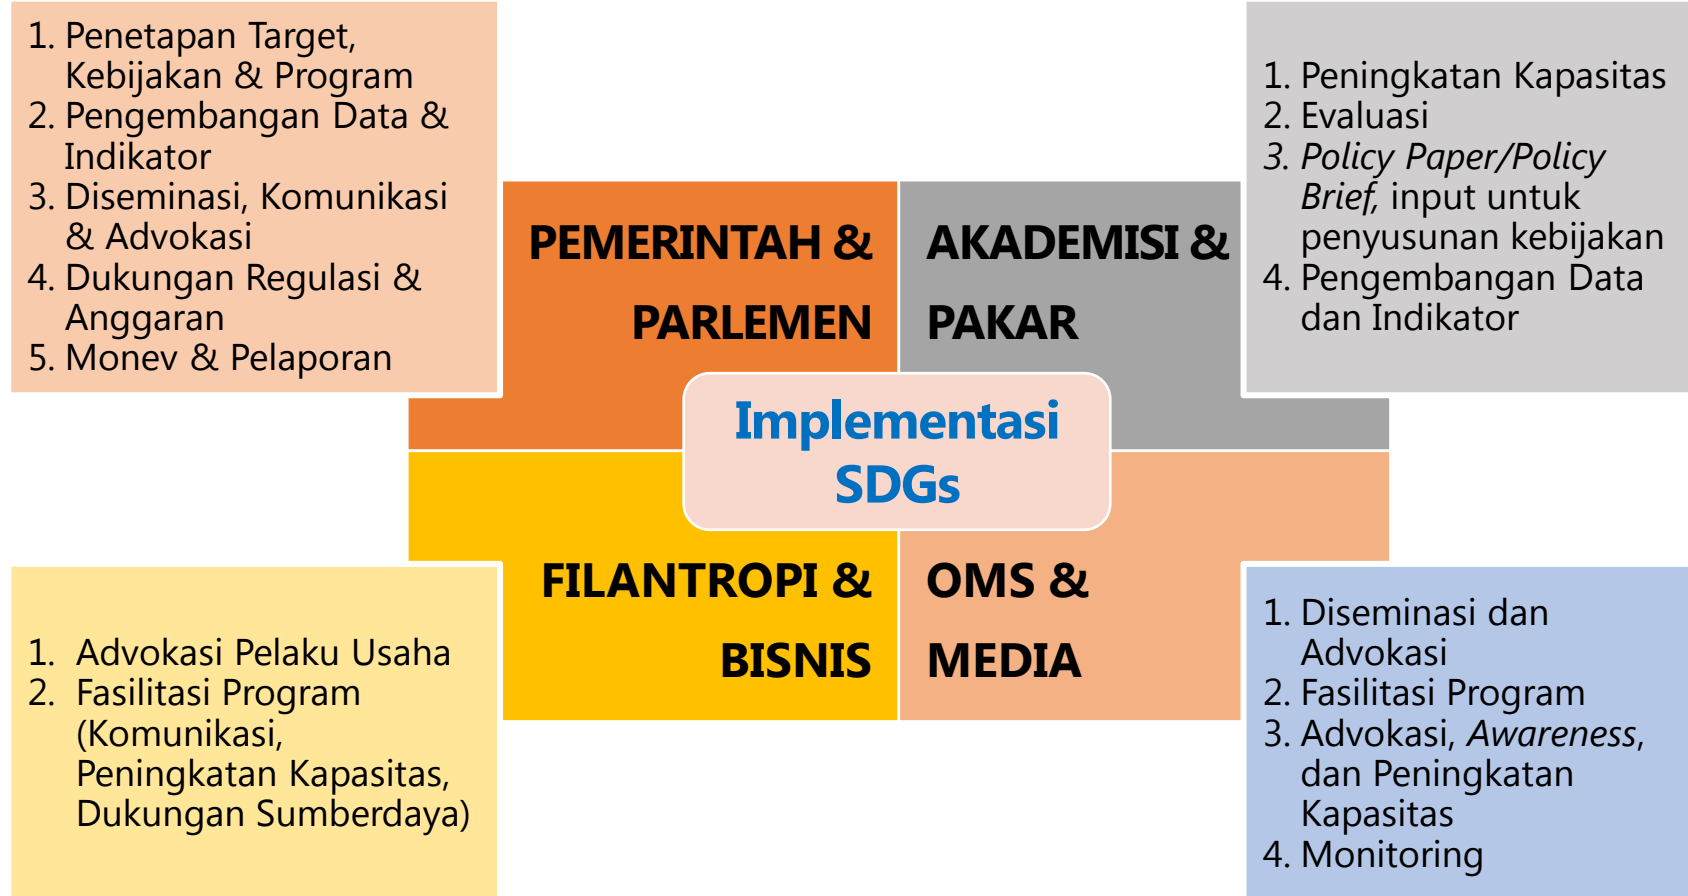 1. Penetapan Target,
Kebijakan & Program
2. Pengembangan Data &
Indikator
3. Diseminasi, Komunikasi
& Advokasi
4. Dukungan Regulasi &
Anggaran
5. Monev & Pelaporan
PEMERINTAH &
PARLEMEN
AKADEMISI &
PAKAR
1. Peningkatan Kapasitas
2. Evaluasi
3. Policy Paper/Policy
Brief, input untuk
penyusunan kebijakan
4. Pengembangan Data
dan Indikator
Implementasi
SDGs
FILANTROPI &
BISNIS
OMS &
MEDIA
1. Advokasi Pelaku Usaha
2. Fasilitasi Program
(Komunikasi,
Peningkatan Kapasitas,
Dukungan Sumberdaya)
1. Diseminasi dan
Advokasi
2. Fasilitasi Program
3. Advokasi, Awareness,
dan Peningkatan
Kapasitas
4. Monitoring